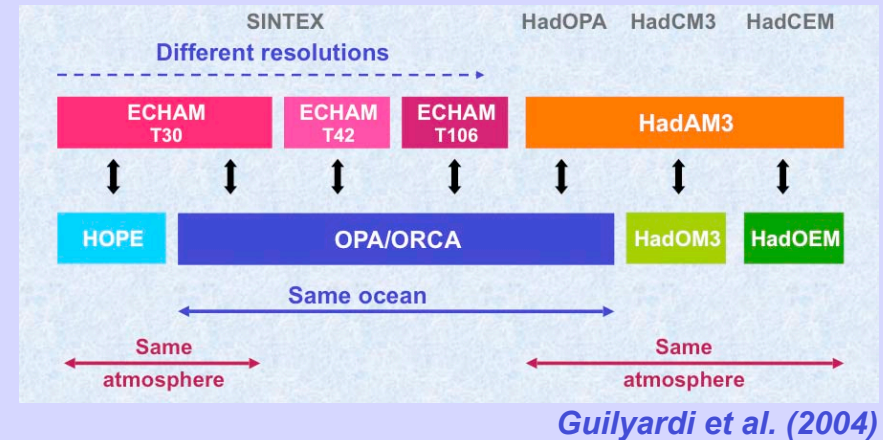 SINTEX HadOPA HadCM3 HadCEM
Different resolutions
ECHAM ECHAM ECHAM HadAM3
T30 T42 T106
HOPE OPA/ORCA HadOM3 HadOEM
Same ocean
Same Same
atmosphere atmosphere
Guilyardi et al. (2004)